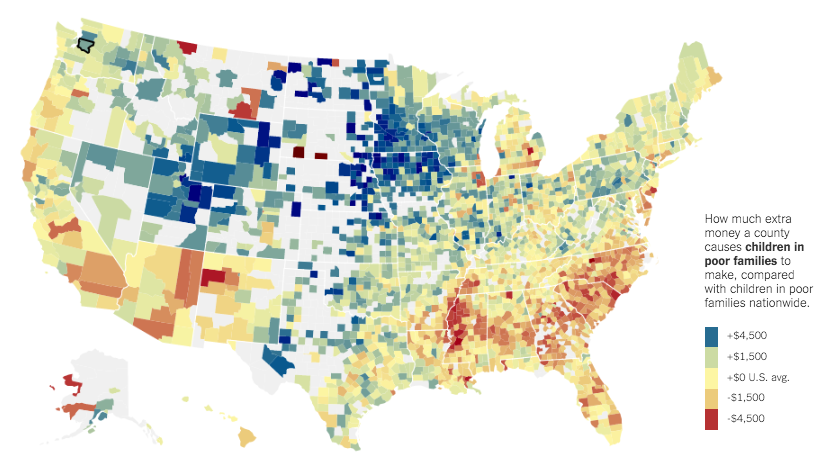 How much extra
money a county
causes children in
poor families to
make, compared
with children in poor
families nationwide.
+$4,500
+$1,500
+$0 U.S. avg.
-$1,500
-$4,500